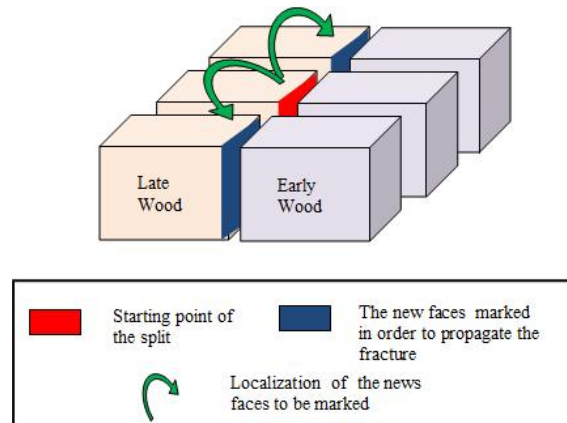 Late
Wood
Early
Wood
Starting point of
the split
The new faces marked
in order to propagate the
fracture
Localization of the news
faces to be marked